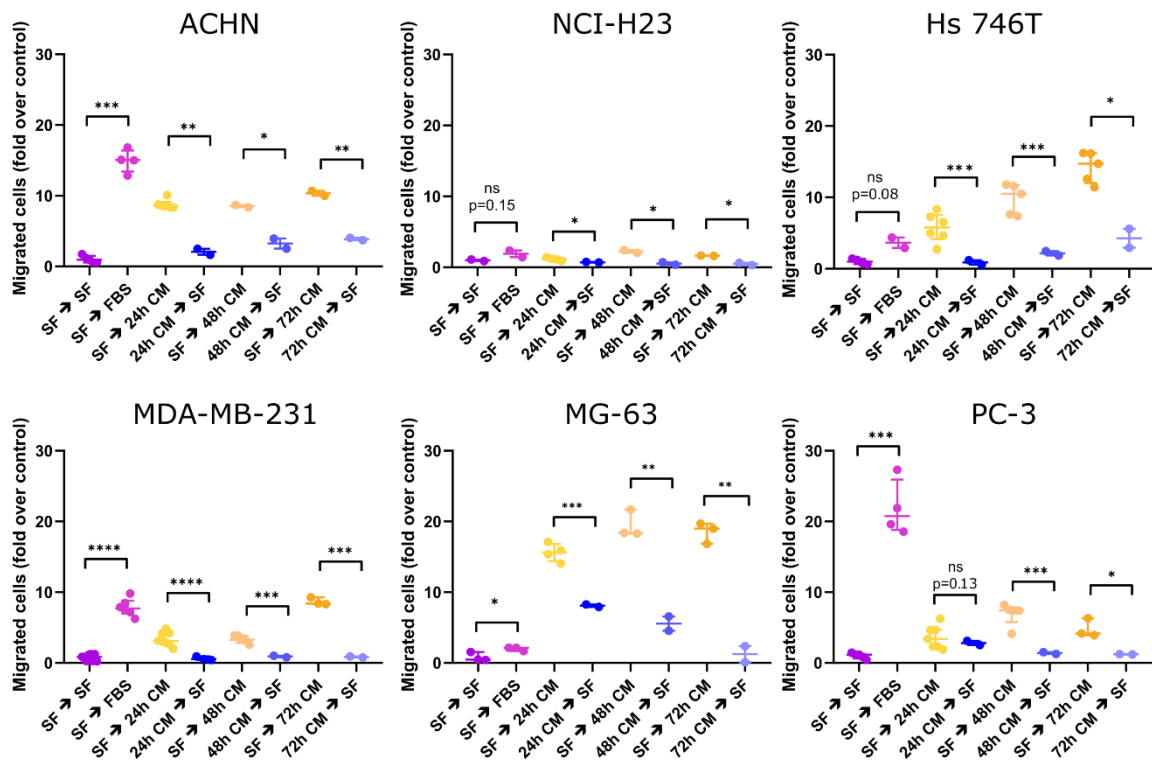 ACHN
Migrated cells (fold over control)
30
20
10
0
***
**
*
**
SF ➔ SF
SF ➔ FBS
SF ➔ 24h CM
24h CM ➔ SF
SF ➔ 48h CM
48h CM ➔ SF
SF ➔ 72h CM
72h CM ➔ SF
NCI-H23
Migrated cells (fold over control)
30
20
10
0
ns
p=0.15
*
*
*
SF ➔ SF
SF ➔ FBS
SF ➔ 24h CM
24h CM ➔ SF
SF ➔ 48h CM
48h CM ➔ SF
SF ➔ 72h CM
72h CM ➔ SF
Hs 746T
Migrated cells (fold over control)
30
20
10
0
ns
p=0.08
***
***
*
SF ➔ SF
SF ➔ FBS
SF ➔ 24h CM
24h CM ➔ SF
SF ➔ 48h CM
48h CM ➔ SF
SF ➔ 72h CM
72h CM ➔ SF
MDA-MB-231
Migrated cells (fold over control)
30
20
10
0
****
****
***
***
SF ➔ SF
SF ➔ FBS
SF ➔ 24h CM
24h CM ➔ SF
SF ➔ 48h CM
48h CM ➔ SF
SF ➔ 72h CM
72h CM ➔ SF
MG-63
Migrated cells (fold over control)
30
20
10
0
*
***
**
**
SF ➔ SF
SF ➔ FBS
SF ➔ 24h CM
24h CM ➔ SF
SF ➔ 48h CM
48h CM ➔ SF
SF ➔ 72h CM
72h CM ➔ SF
PC-3
Migrated cells (fold over control)
30
20
10
0
***
ns
p=0.13
***
*
SF ➔ SF
SF ➔ FBS
SF ➔ 24h CM
24h CM ➔ SF
SF ➔ 48h CM
48h CM ➔ SF
SF ➔ 72h CM
72h CM ➔ SF